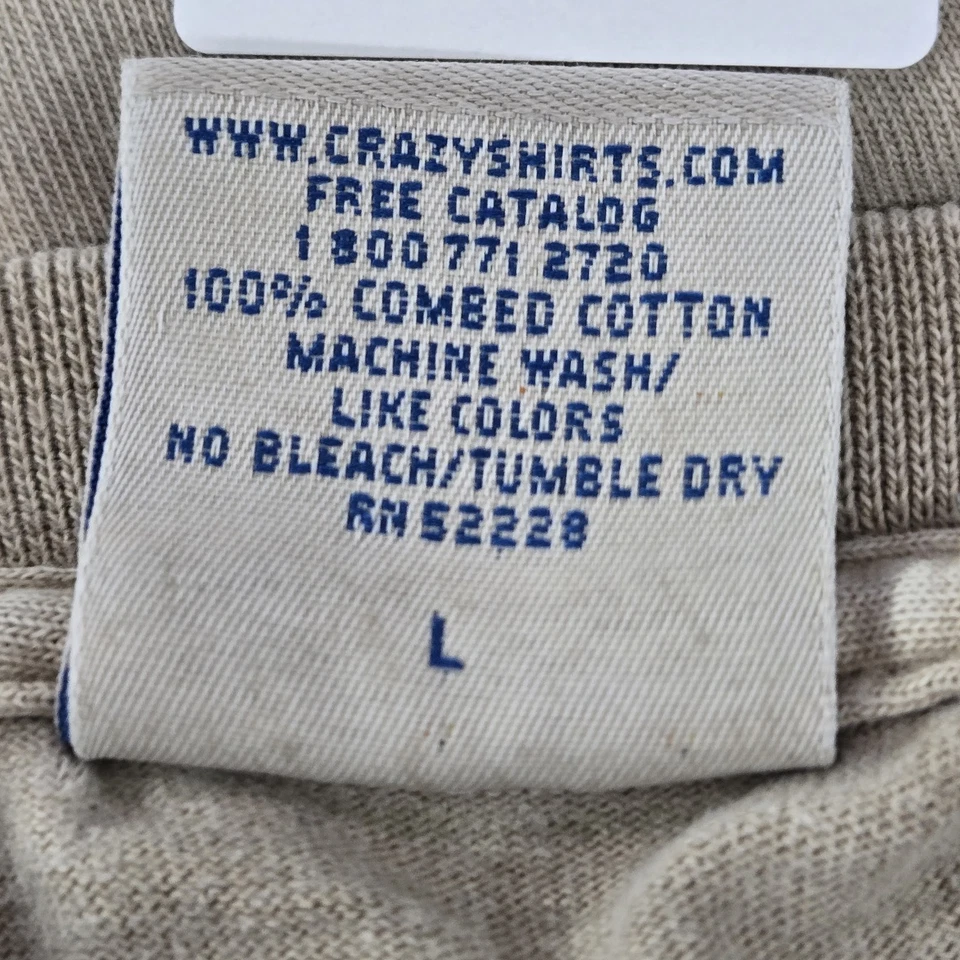 WWW.CRAZYSHIRTS.COM
FREE CATALOG
1 800 771 2720
100% COMBED COTTON
MACHINE WASH/
LIKE COLORS
NO BLEACH/TUMBLE DRY
RN 52228
L